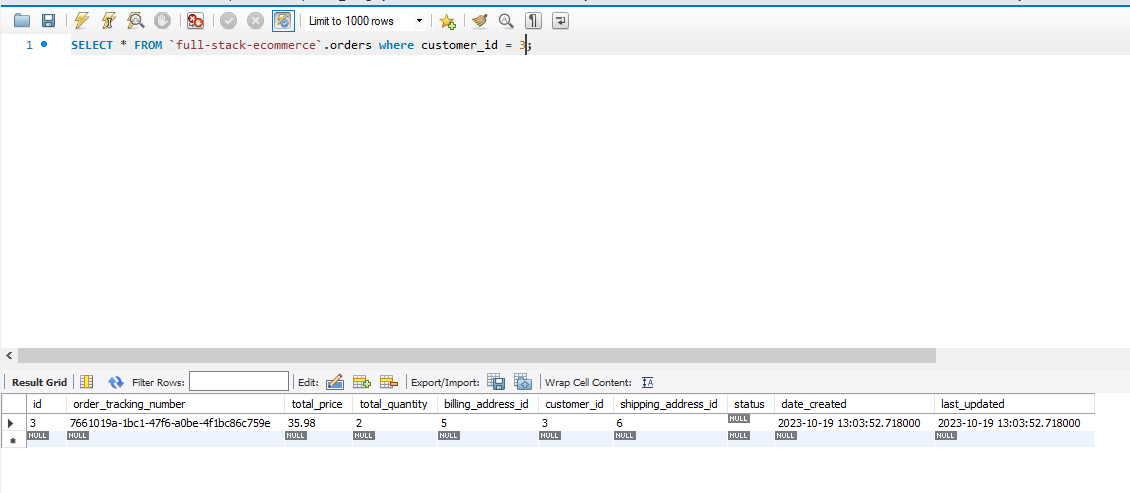 Limit to 1000 rows
1 SELECT * FROM `full-stack-ecommerce`.orders where customer_id = 3;
Result Grid Filter Rows: Edit: Export/Import: Wrap Cell Content:
id order_tracking_number total_price total_quantity billing_address_id customer_id shipping_address_id status date_created last_updated
3 7661019a-1bc1-47f6-a0be-4f1bc86c759e 35.98 2 5 3 6 NULL 2023-10-19 13:03:52.718000 2023-10-19 13:03:52.718000
NULL NULL NULL NULL NULL NULL NULL NULL NULL NULL